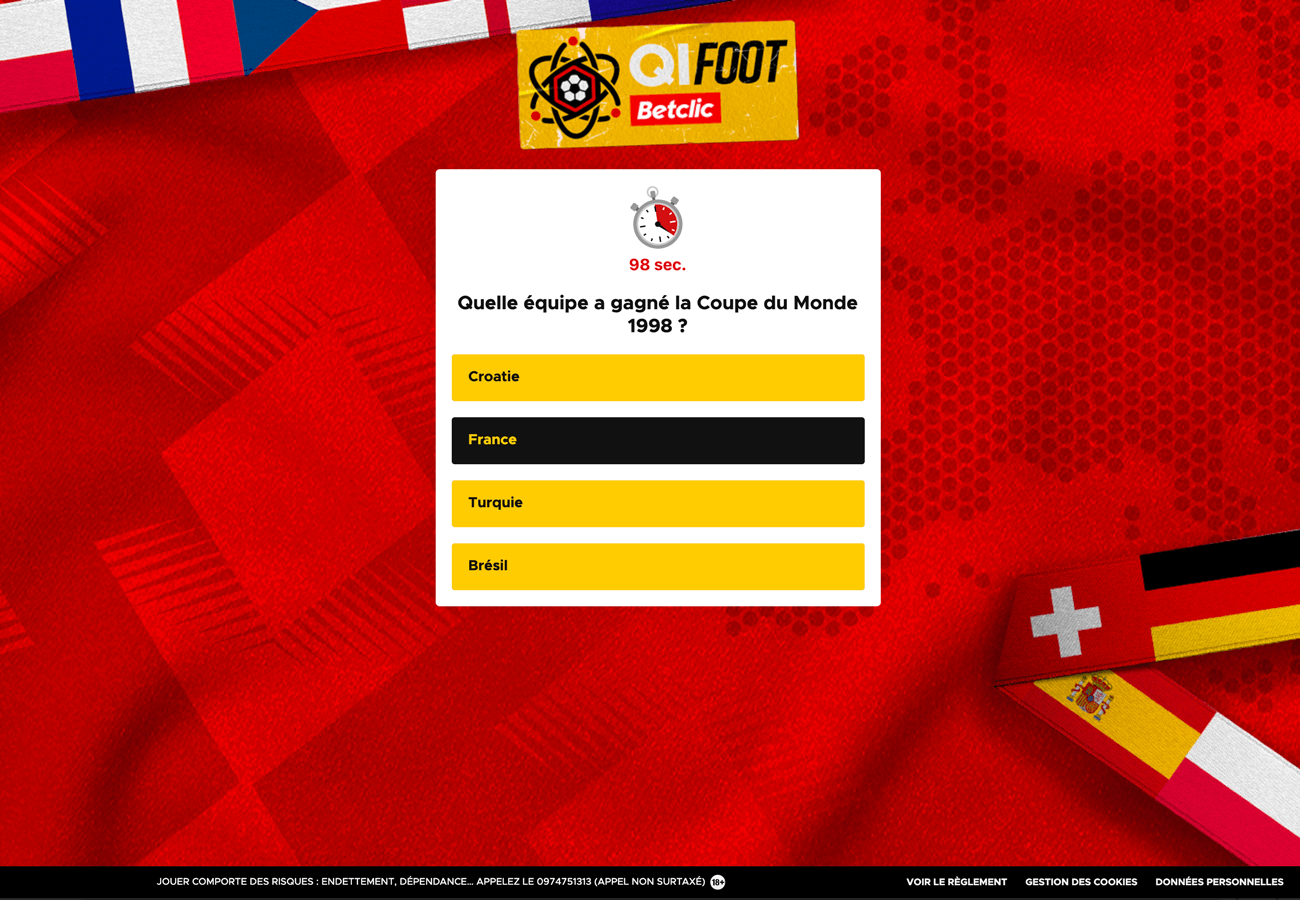 QI FOOT
Betclic
98 sec.
Quelle équipe a gagné la Coupe du Monde
1998 ?
Croatie
France
Turquie
Brésil
JOUER COMPORTE DES RISQUES : ENDETTEMENT, DÉPENDANCE... APPELEZ LE 0974751313 (APPEL NON SURTAXÉ) 18+
VOIR LE RÈGLEMENT GESTION DES COOKIES DONNÉES PERSONNELLES